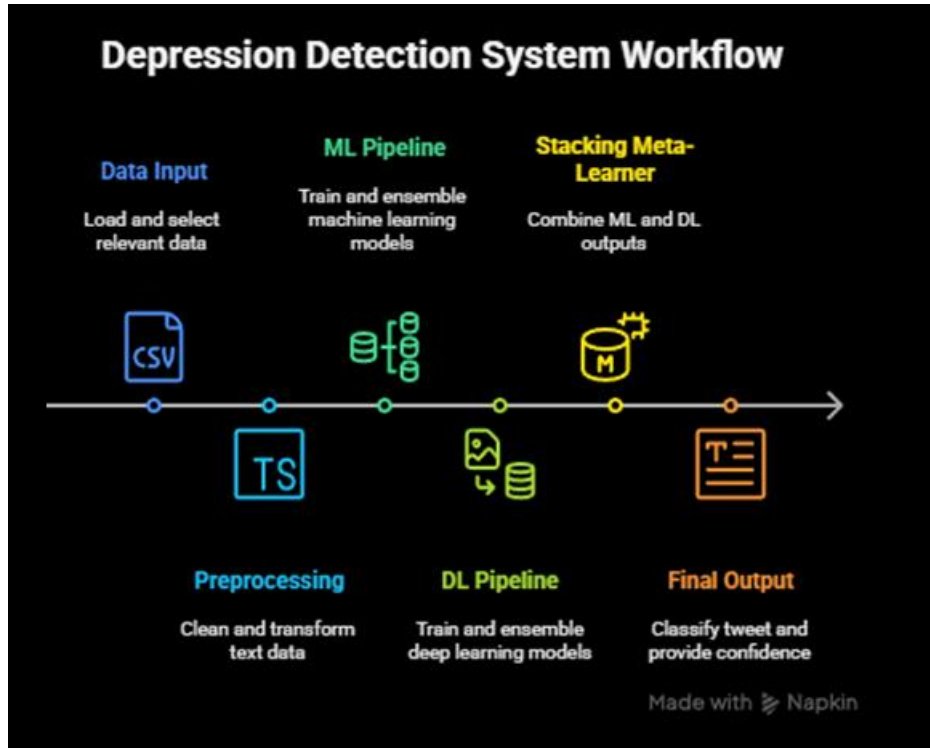 Depression Detection System Workflow
Data Input
Load and select
relevant data
ML Pipeline
Train and ensemble
machine learning
models
Stacking Meta-
Learner
Combine ML and DL
outputs
CSV
M
TS
T
Preprocessing
Clean and transform
text data
DL Pipeline
Train and ensemble
deep learning models
Final Output
Classify tweet and
provide confidence
Made with Napkin